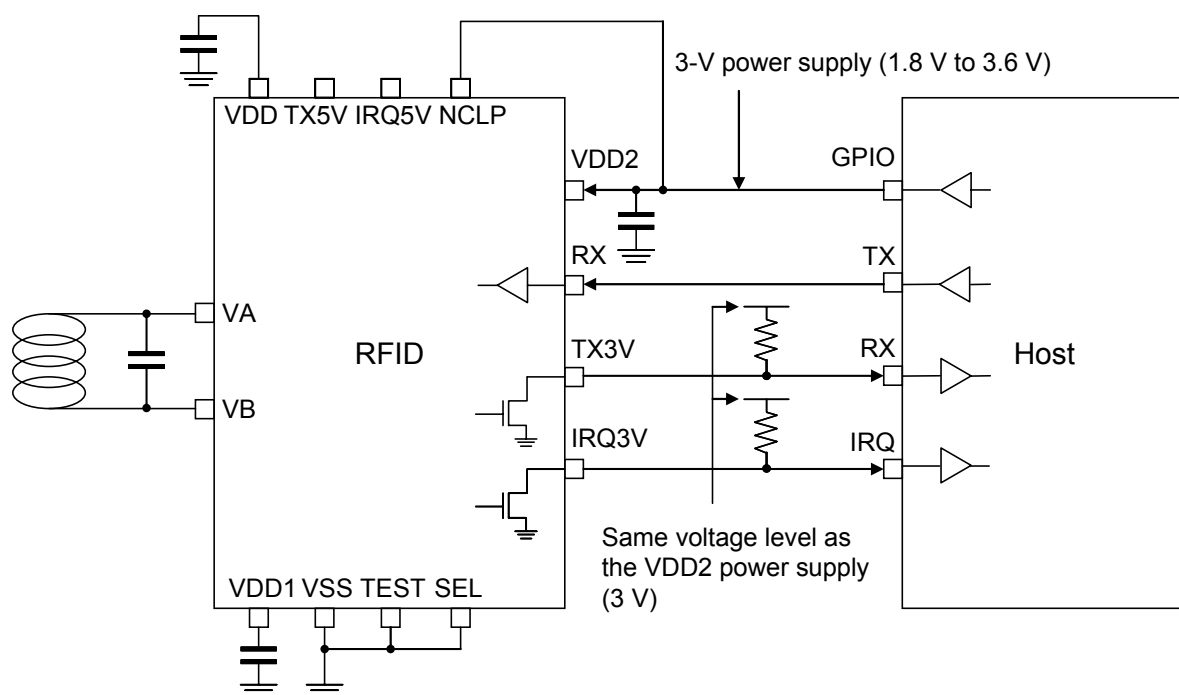 3-V power supply (1.8 V to 3.6 V)
VDD TX5V IRQ5V NCLP
VDD2
GPIO
RX
TX
VA
RFID
TX3V
RX
Host
VB
IRQ3V
IRQ
Same voltage level as
the VDD2 power supply
(3 V)
VDD1 VSS TEST SEL